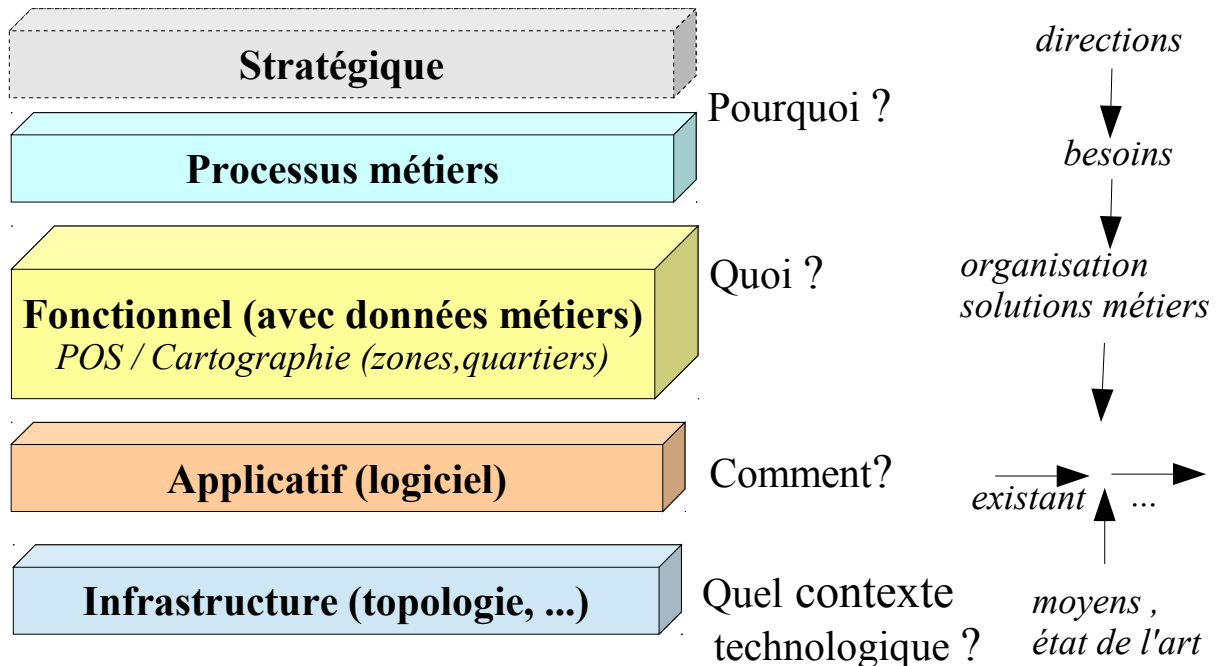 Stratégique
directions
Pourquoi ?
Processus métiers
besoins
Quoi ?
organisation
solutions métiers
Fonctionnel (avec données métiers)
POS / Cartographie (zones,quartiers)
Applicatif (logiciel)
Comment?
existant
...
Infrastructure (topologie, ...)
Quel contexte
technologique ?
moyens ,
état de l'art